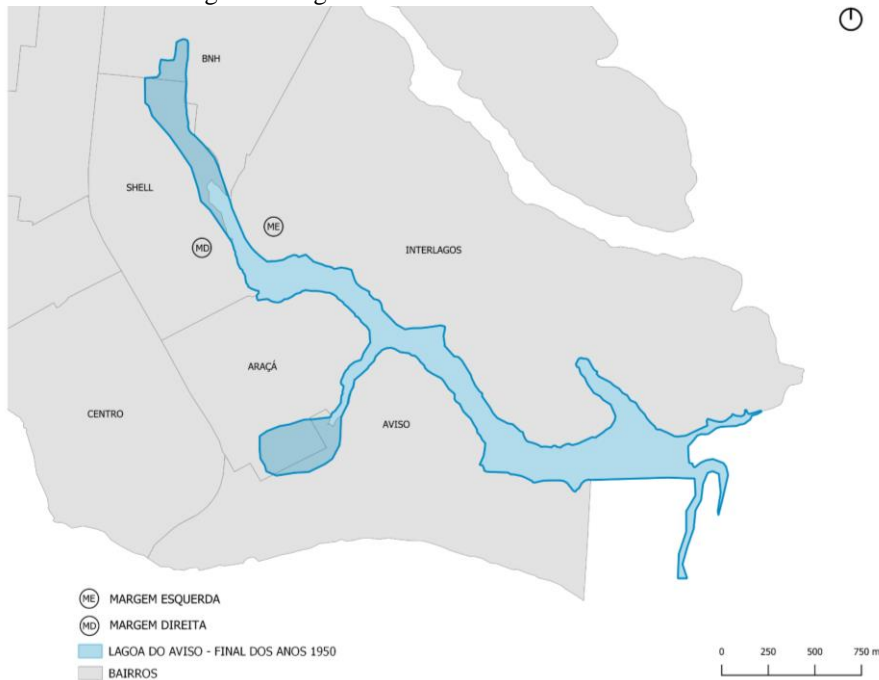 BNH
SHELL
ME
MD
INTERLAGOS
ARAÇÁ
CENTRO
AVISO
ME MARGEM ESQUERDA
MD MARGEM DIREITA
LAGOA DO AVISO - FINAL DOS ANOS 1950
BAIRROS
0 250 500 750 m